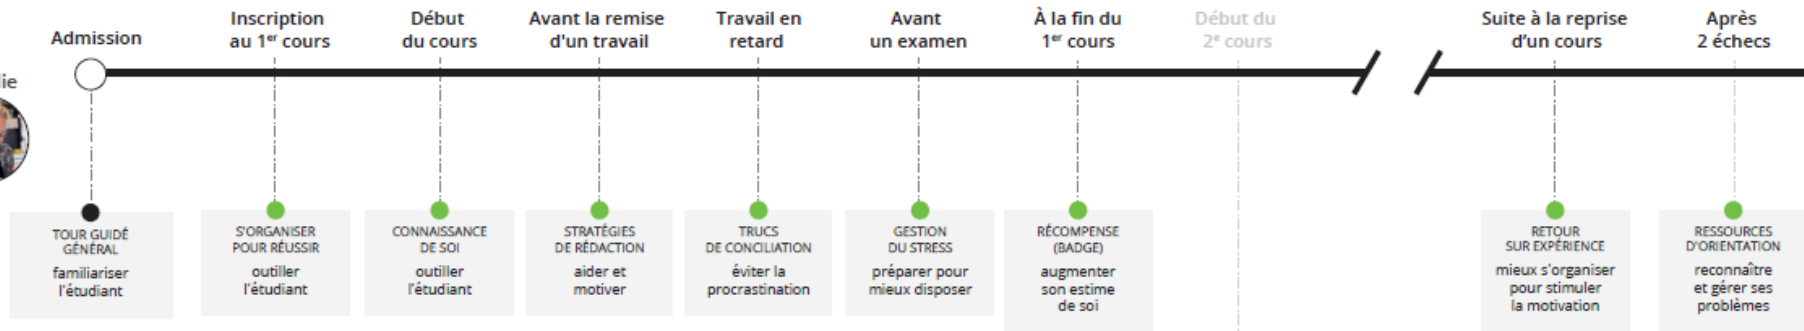 Admission
Inscription
au 1er cours
Début
du cours
Avant la remise
d'un travail
Travail en
retard
Avant
un examen
À la fin du
1er cours
Début du
2e cours
Suite à la reprise
d'un cours
Après
2 échecs
TOUR GUIDÉ
GÉNÉRAL
familiariser
l'étudiant
S'ORGANISER
POUR RÉUSSIR
outiller
l'étudiant
CONNAISSANCE
DE SOI
outiller
l'étudiant
STRATÉGIES
DE RÉDACTION
aider et
motiver
TRUCS
DE CONCILIATION
éviter la
procrastination
GESTION
DU STRESS
préparer pour
mieux disposer
RÉCOMPENSE
(BADGE)
augmenter
son estime
de soi
RETOUR
SUR EXPÉRIENCE
mieux s'organiser
pour stimuler
la motivation
RESSOURCES
D'ORIENTATION
reconnaître
et gérer ses
problèmes